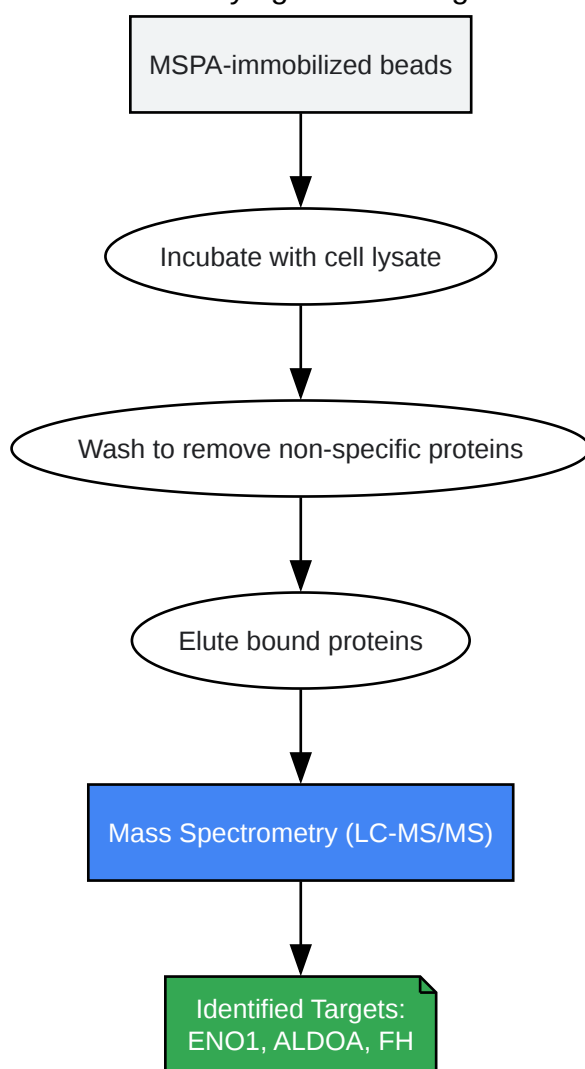 MSPA-immobilized beads
Incubate with cell lysate
Wash to remove non-specific proteins
Elute bound proteins
Mass Spectrometry (LC-MS/MS)
Identified Targets:
ENO1, ALDOA, FH